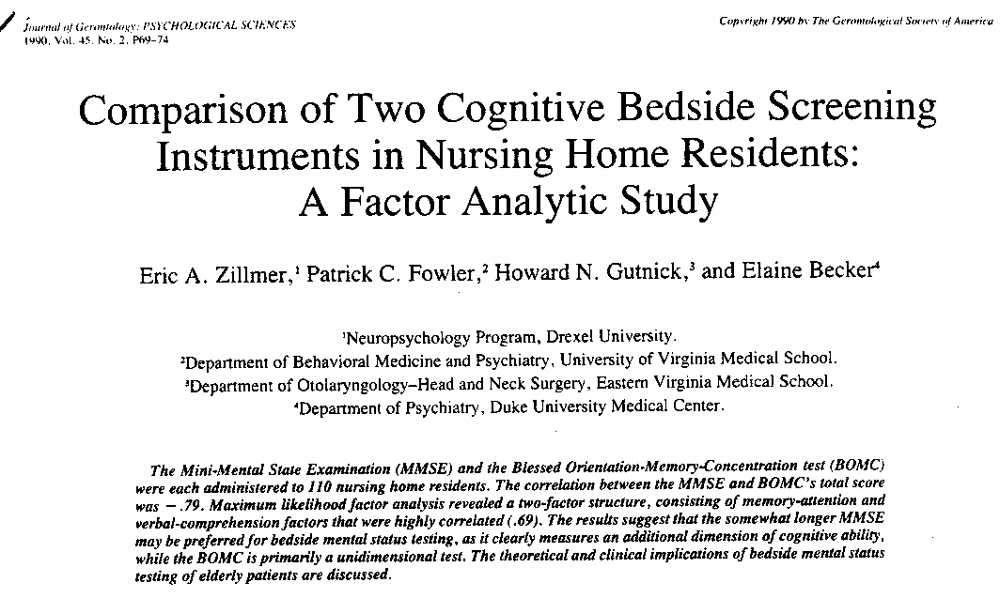 Journal of Gerontology: PSYCHOLOGICAL SCIENCES
1990, Vol. 45, No. 2, P69–74
Copyright 1990 by The Gerontological Society of America
Comparison of Two Cognitive Bedside Screening
Instruments in Nursing Home Residents:
A Factor Analytic Study
Eric A. Zillmer,¹ Patrick C. Fowler,² Howard N. Gutnick,³ and Elaine Becker⁴
¹Neuropsychology Program, Drexel University.
²Department of Behavioral Medicine and Psychiatry, University of Virginia Medical School.
³Department of Otolaryngology–Head and Neck Surgery, Eastern Virginia Medical School.
⁴Department of Psychiatry, Duke University Medical Center.
The Mini-Mental State Examination (MMSE) and the Blessed Orientation-Memory-Concentration test (BOMC)
were each administered to 110 nursing home residents. The correlation between the MMSE and BOMC's total score
was − .79. Maximum likelihood factor analysis revealed a two-factor structure, consisting of memory-attention and
verbal-comprehension factors that were highly correlated (.69). The results suggest that the somewhat longer MMSE
may be preferred for bedside mental status testing, as it clearly measures an additional dimension of cognitive ability,
while the BOMC is primarily a unidimensional test. The theoretical and clinical implications of bedside mental status
testing of elderly patients are discussed.